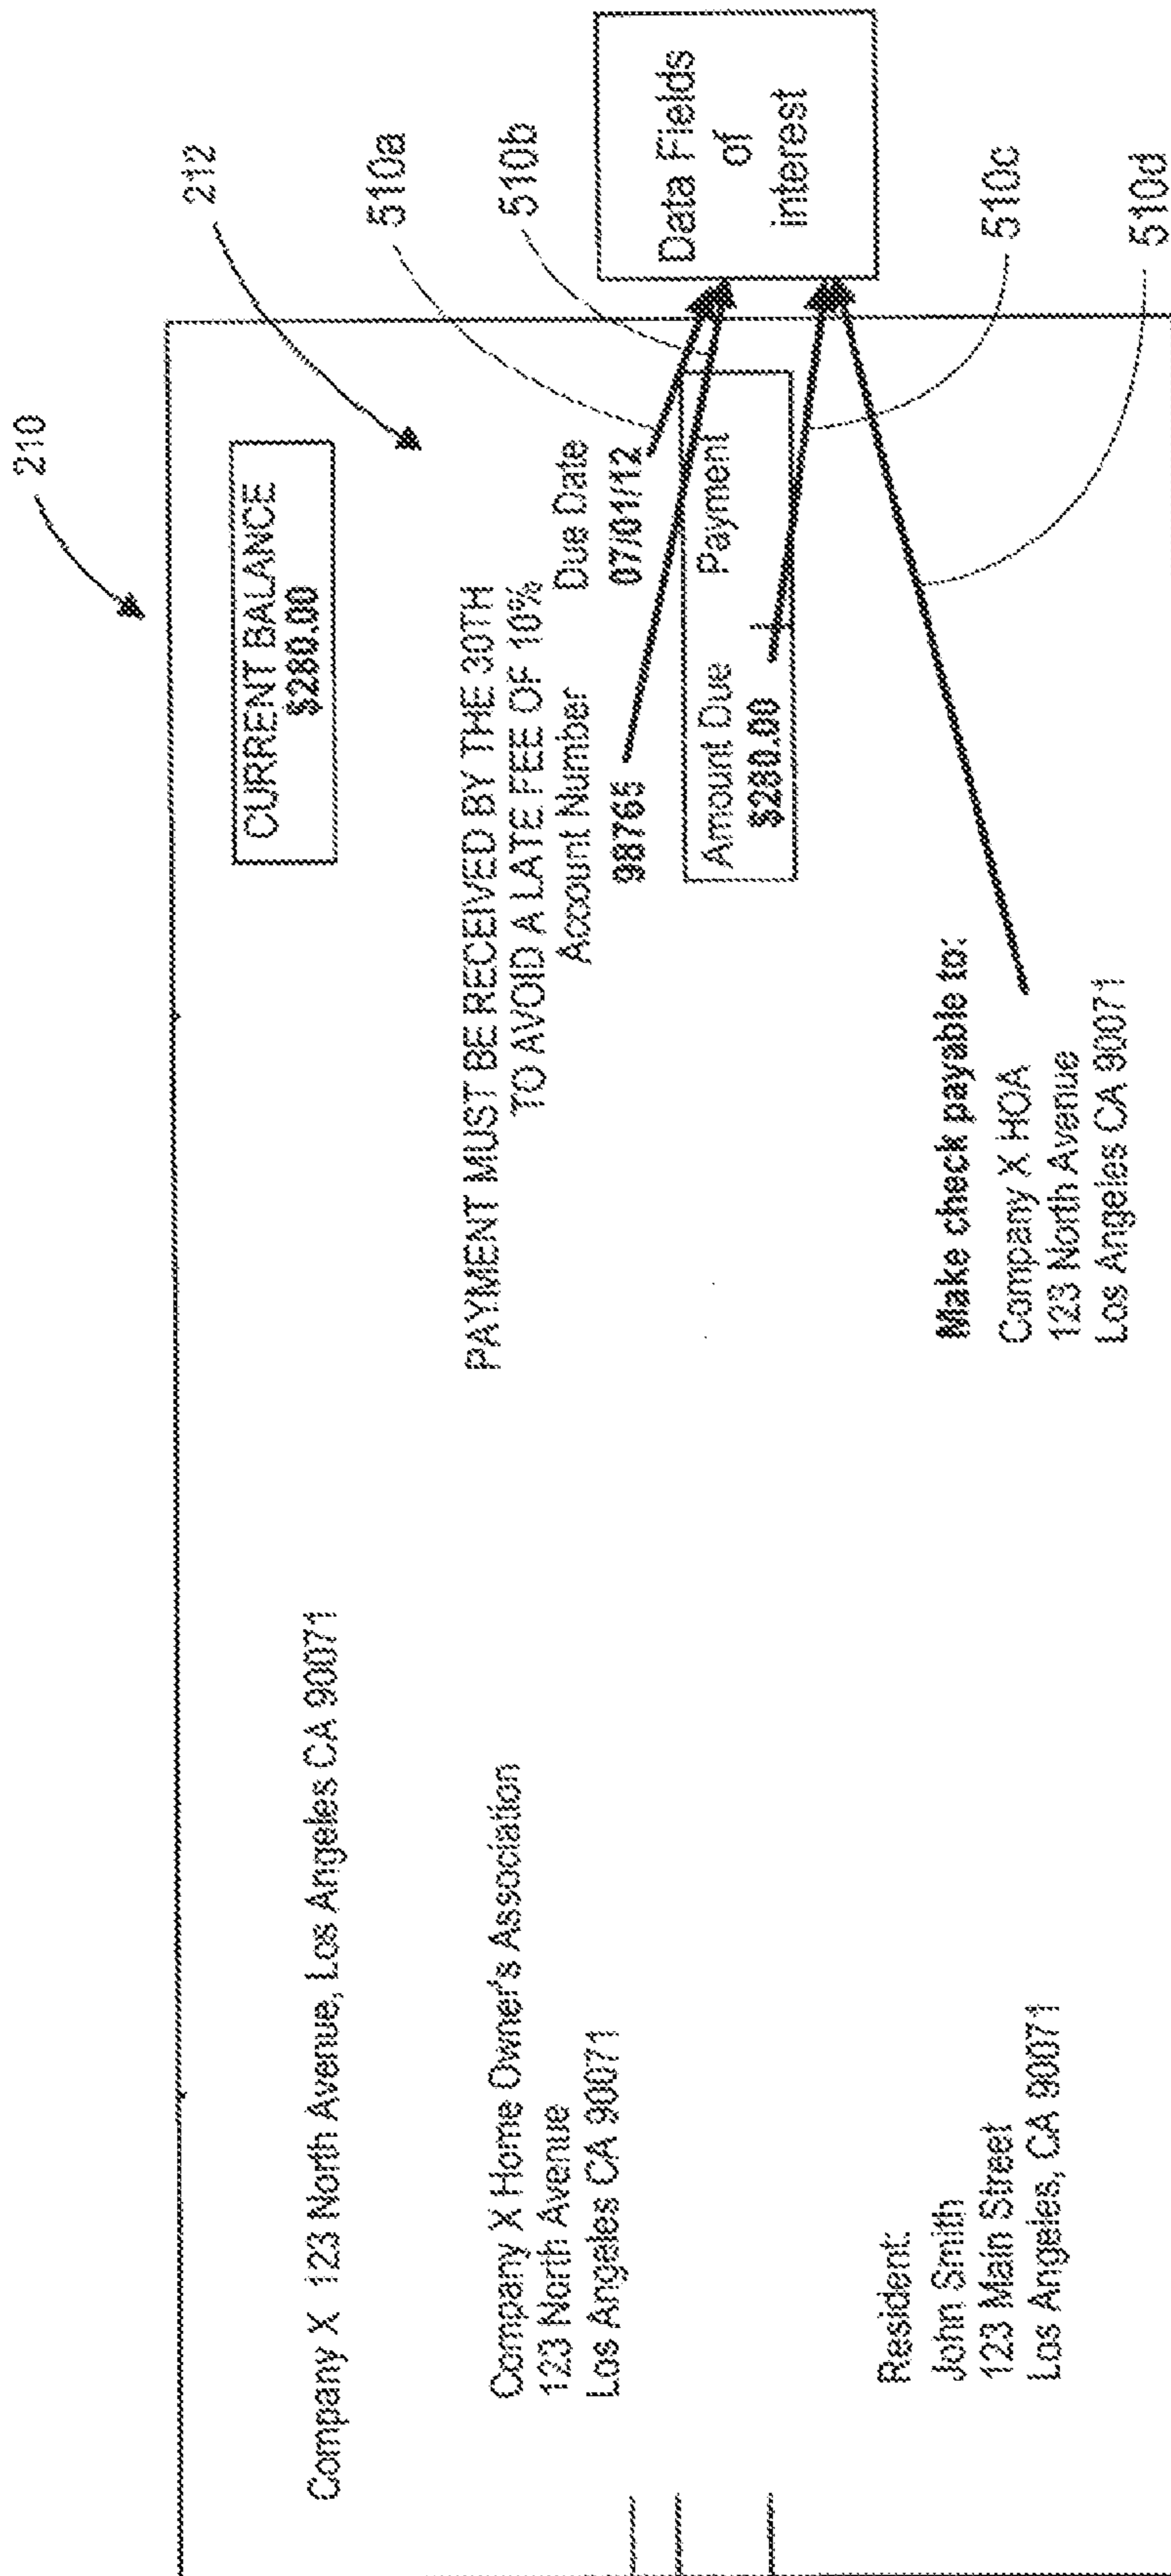 210
212
CURRENT BALANCE
$280.00
Company X 123 North Avenue, Los Angeles CA 90071
510a
510b
PAYMENT MUST BE RECEIVED BY THE 30TH
TO AVOID A LATE FEE OF 10%
Company X Home Owner's Association
123 North Avenue
Los Angeles CA 90071
Account Number Due Date
98765 07/01/12
Data Fields
of
interest
Amount Due Payment
$280.00
Resident:
John Smith
123 Main Street
Los Angeles, CA 90071
Make check payable to:
Company X HOA
123 North Avenue
Los Angeles CA 90071
510c
510d